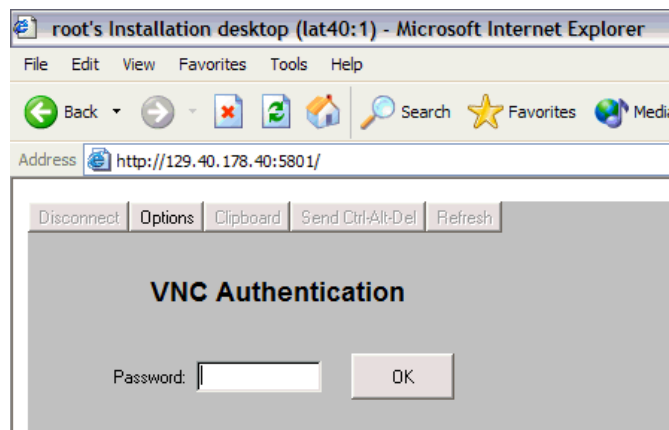 root's Installation desktop (lat40:1) - Microsoft Internet Explorer
File Edit View Favorites Tools Help
Back Search Favorites Media
Address http://129.40.178.40:5801/
Disconnect Options Clipboard Send Ctrl-Alt-Del Refresh
VNC Authentication
Password: OK